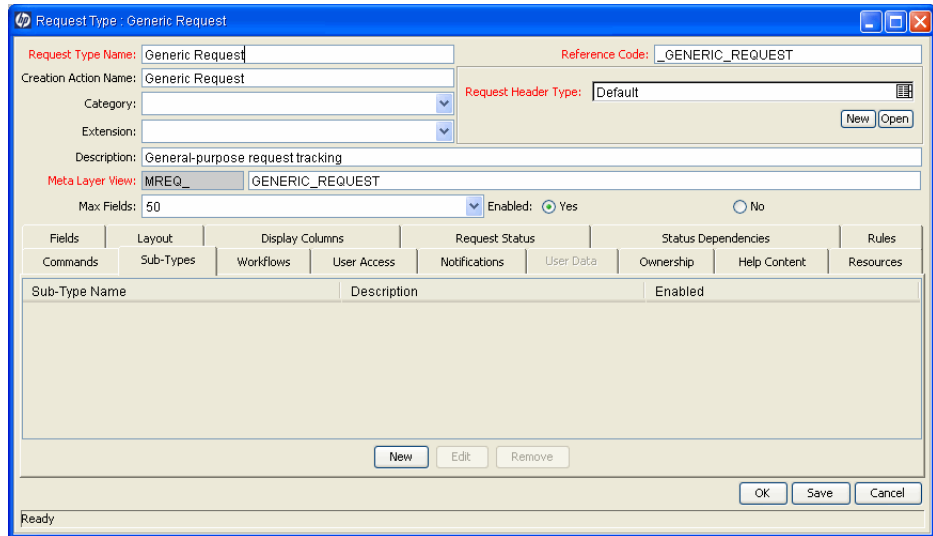 hp Request Type : Generic Request
Request Type Name: Generic Request Reference Code: _GENERIC_REQUEST
Creation Action Name: Generic Request
Request Header Type: Default
Category:
New Open
Extension:
Description: General-purpose request tracking
Meta Layer View: MREQ_ GENERIC_REQUEST
Max Fields: 50 Enabled: Yes No
Fields Layout Display Columns Request Status Status Dependencies Rules
Commands Sub-Types Workflows User Access Notifications User Data Ownership Help Content Resources
Sub-Type Name Description Enabled
New Edit Remove
OK Save Cancel
Ready